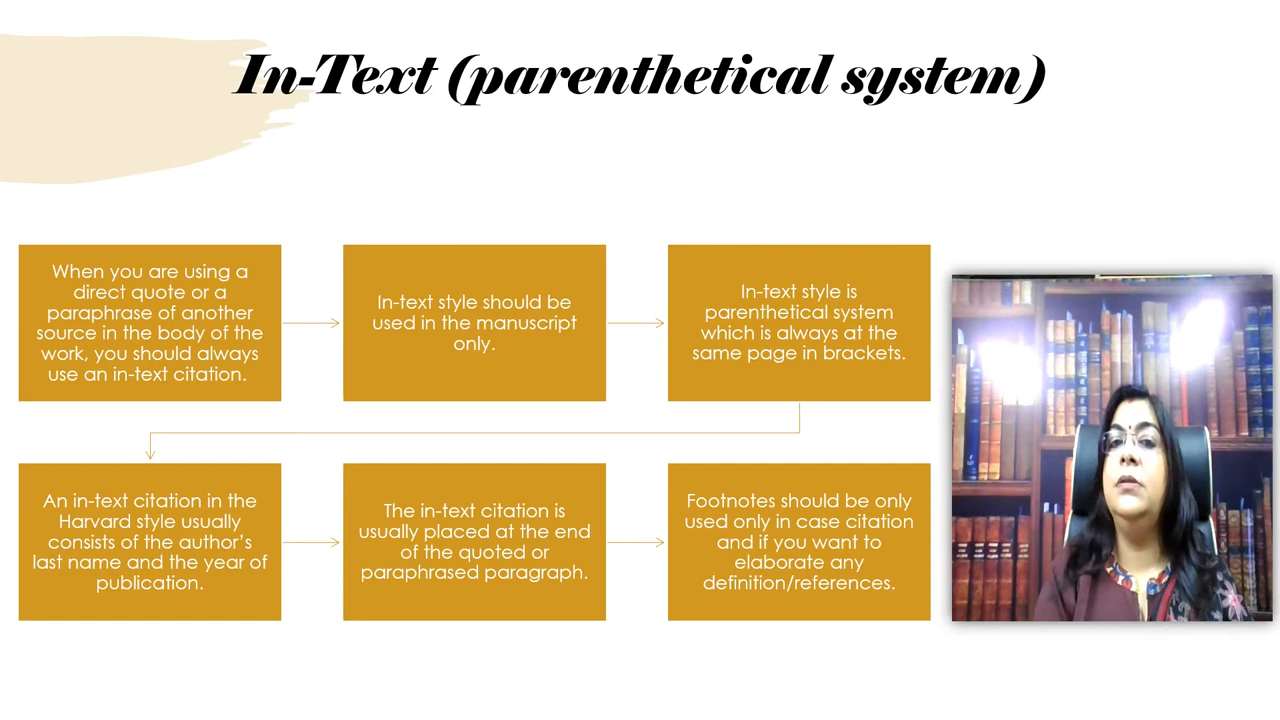 In-Text (parenthetical system)
When you are using a
direct quote or a
paraphrase of another
source in the body of the
work, you should always
use an in-text citation.
In-text style should be
used in the manuscript
only.
In-text style is
parenthetical system
which is always at the
same page in brackets.
An in-text citation in the
Harvard style usually
consists of the author's
last name and the year of
publication.
The in-text citation is
usually placed at the end
of the quoted or
paraphrased paragraph.
Footnotes should be only
used only in case citation
and if you want to
elaborate any
definition/references.